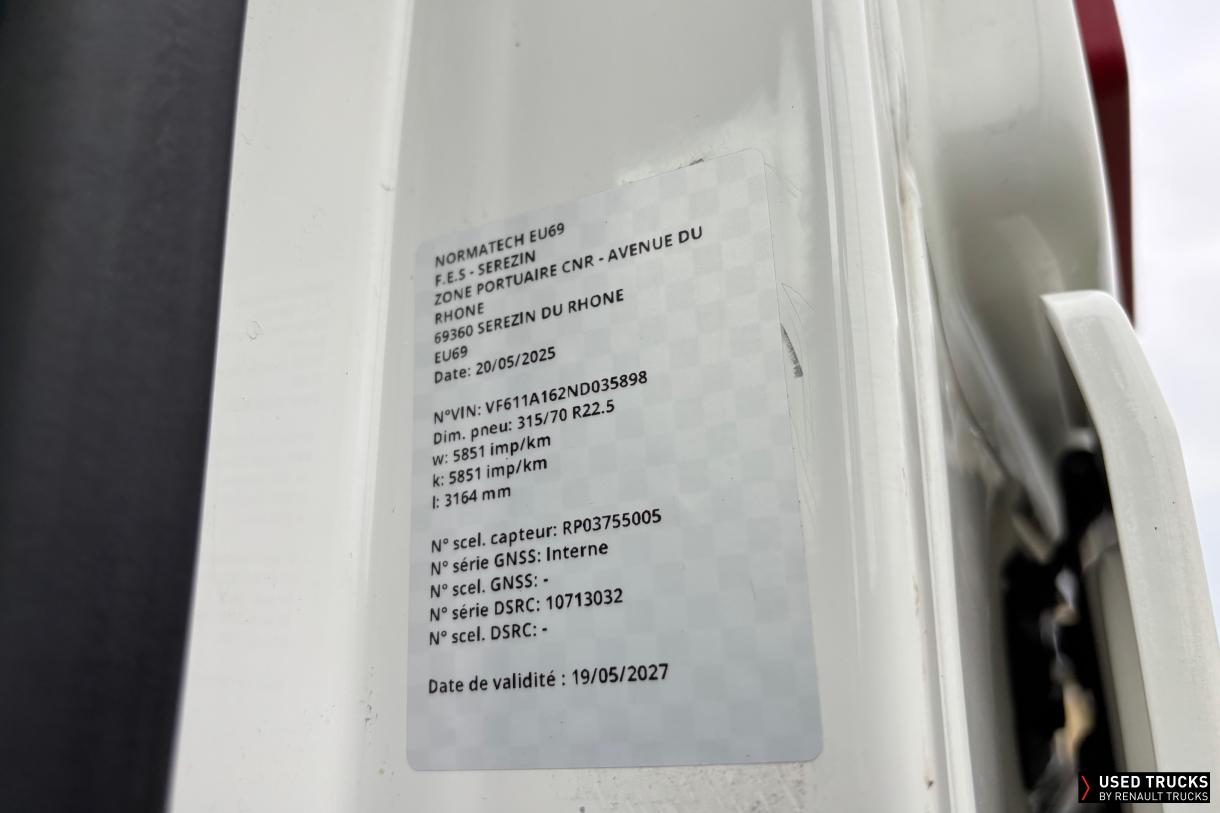 NORMATECH EU69
F.E.S - SEREZIN
ZONE PORTUAIRE CNR - AVENUE DU
RHONE
69360 SEREZIN DU RHONE
EU69
Date: 20/05/2025
N°VIN: VF611A162ND035898
Dim. pneu: 315/70 R22.5
w: 5851 imp/km
k: 5851 imp/km
l: 3164 mm
N° scel. capteur: RP03755005
N° série GNSS: Interne
N° scel. GNSS: -
N° série DSRC: 10713032
N° scel. DSRC: -
Date de validité : 19/05/2027
USED TRUCKS
BY RENAULT TRUCKS